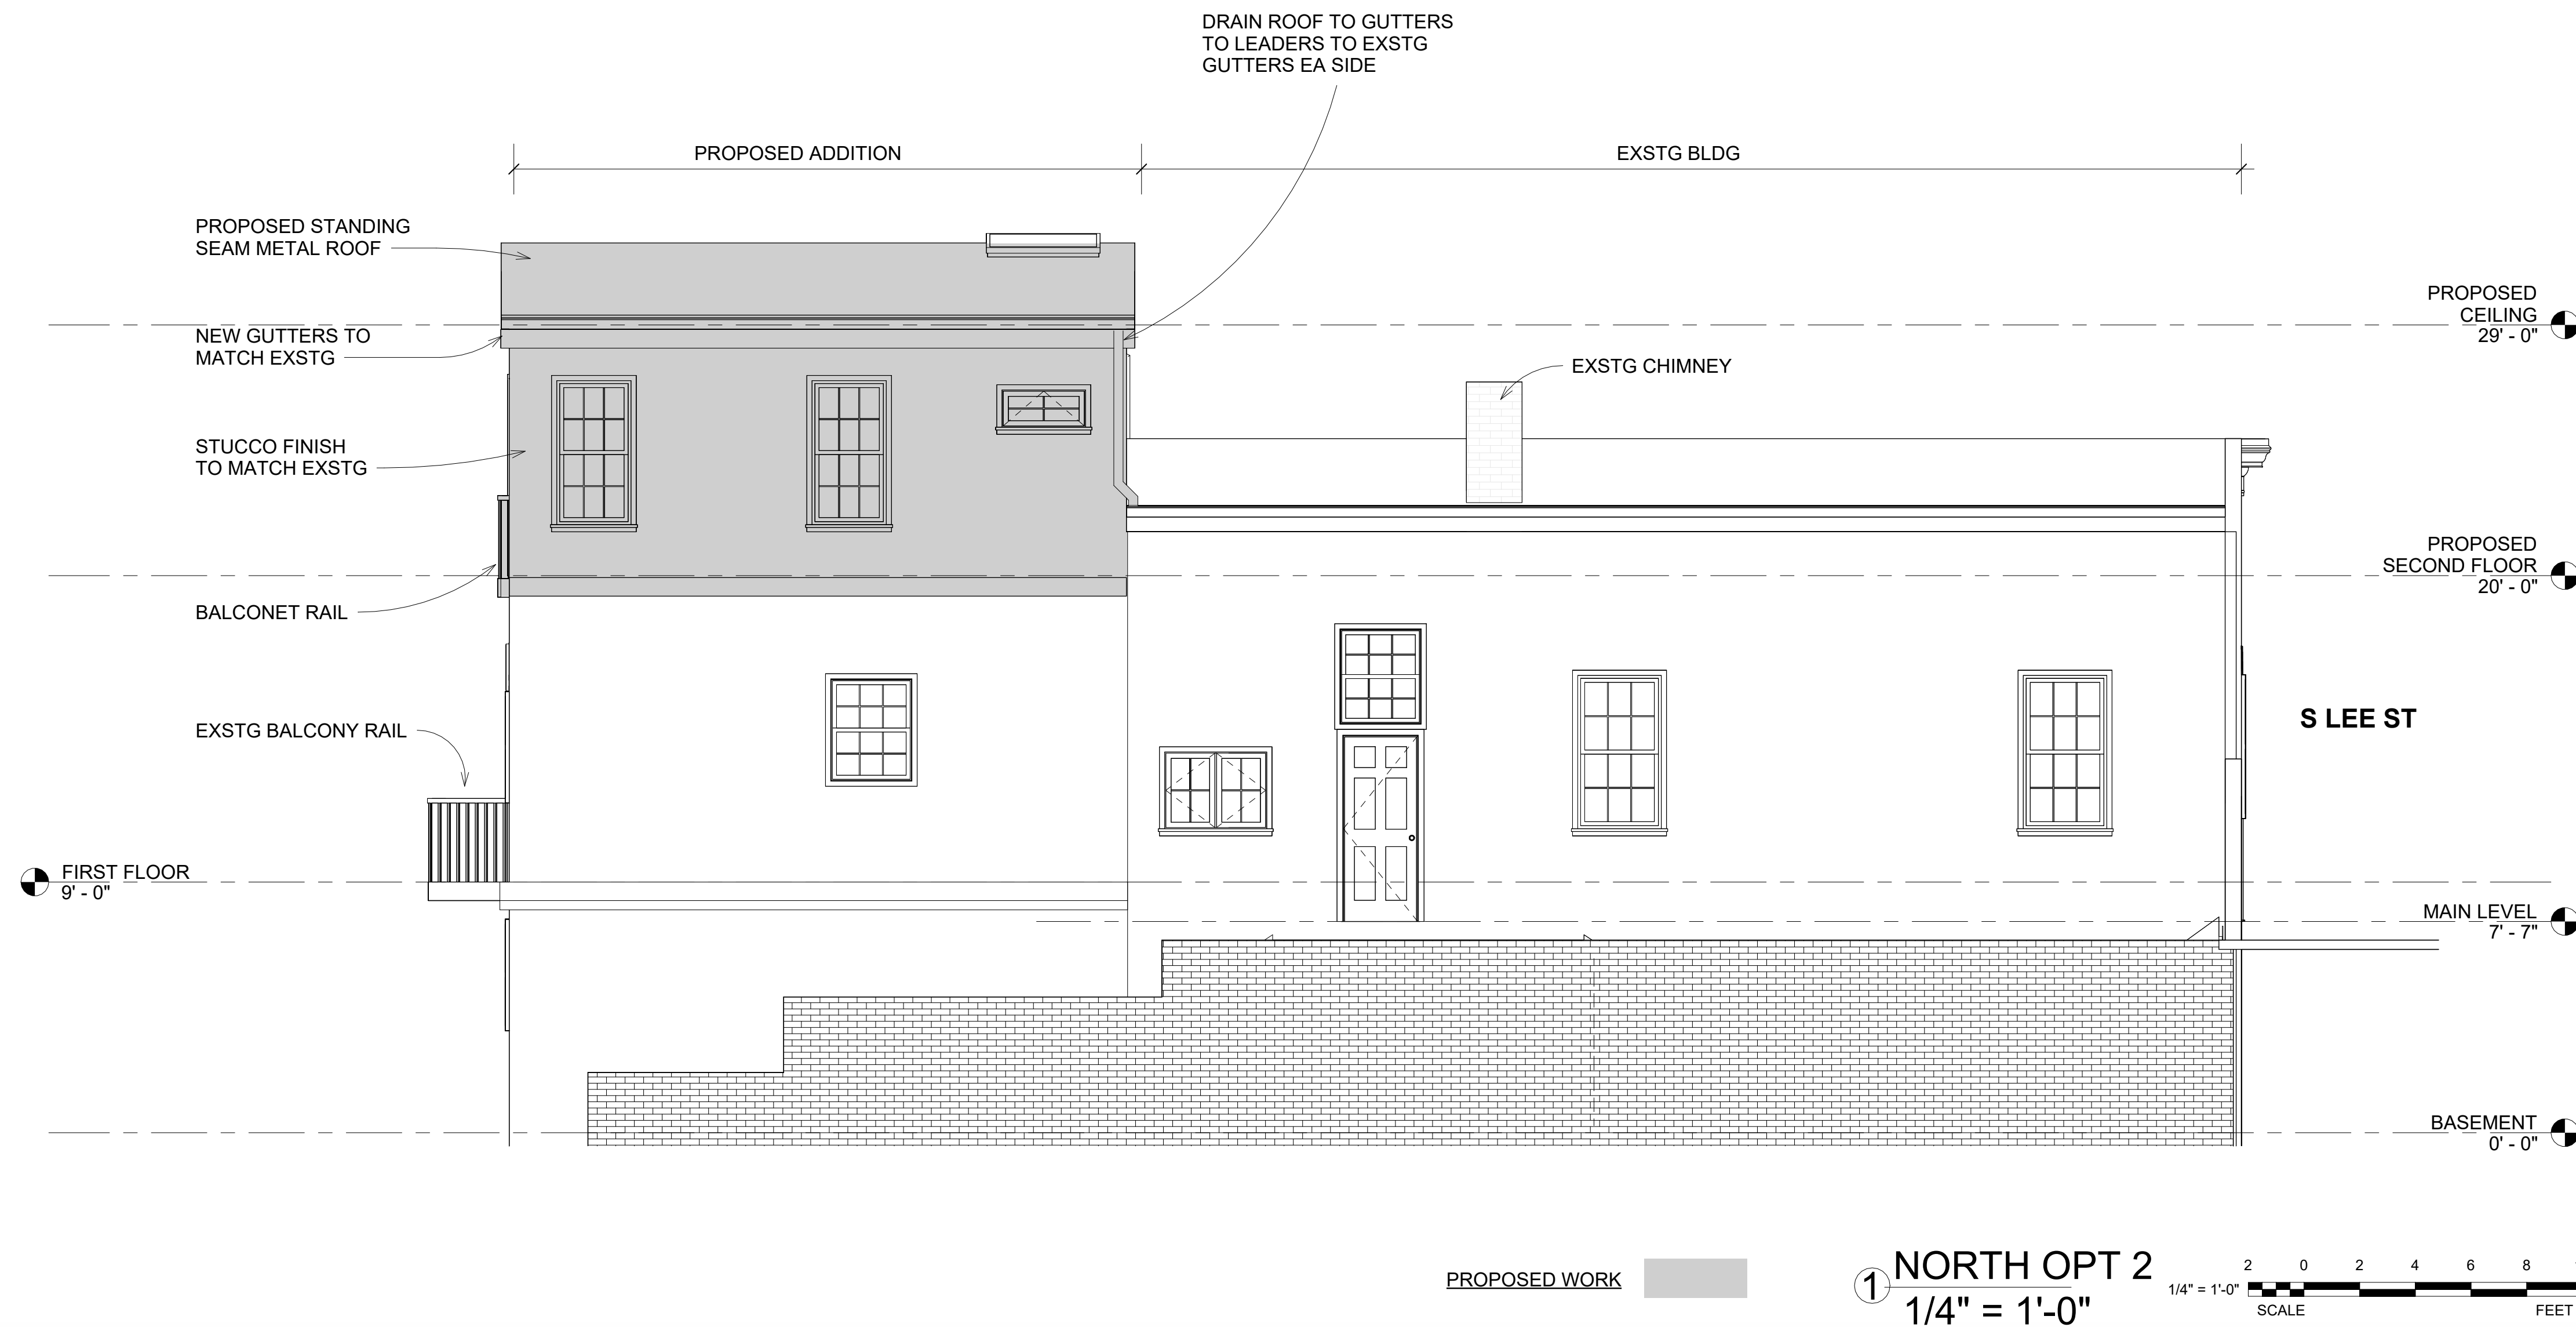 DRAIN ROOF TO GUTTERS
TO LEADERS TO EXSTG
GUTTERS EA SIDE
PROPOSED ADDITION
EXSTG BLDG
PROPOSED STANDING
SEAM METAL ROOF
PROPOSED
CEILING
29' - 0"
NEW GUTTERS TO
MATCH EXSTG
EXSTG CHIMNEY
STUCCO FINISH
TO MATCH EXSTG
PROPOSED
SECOND FLOOR
20' - 0"
BALCONET RAIL
EXSTG BALCONY RAIL
S LEE ST
FIRST FLOOR
9' - 0"
MAIN LEVEL
7' - 7"
BASEMENT
0' - 0"
PROPOSED WORK
1
NORTH OPT 2
1/4" = 1'-0"
2 0 2 4 6 8
1/4" = 1'-0"
SCALE
FEET